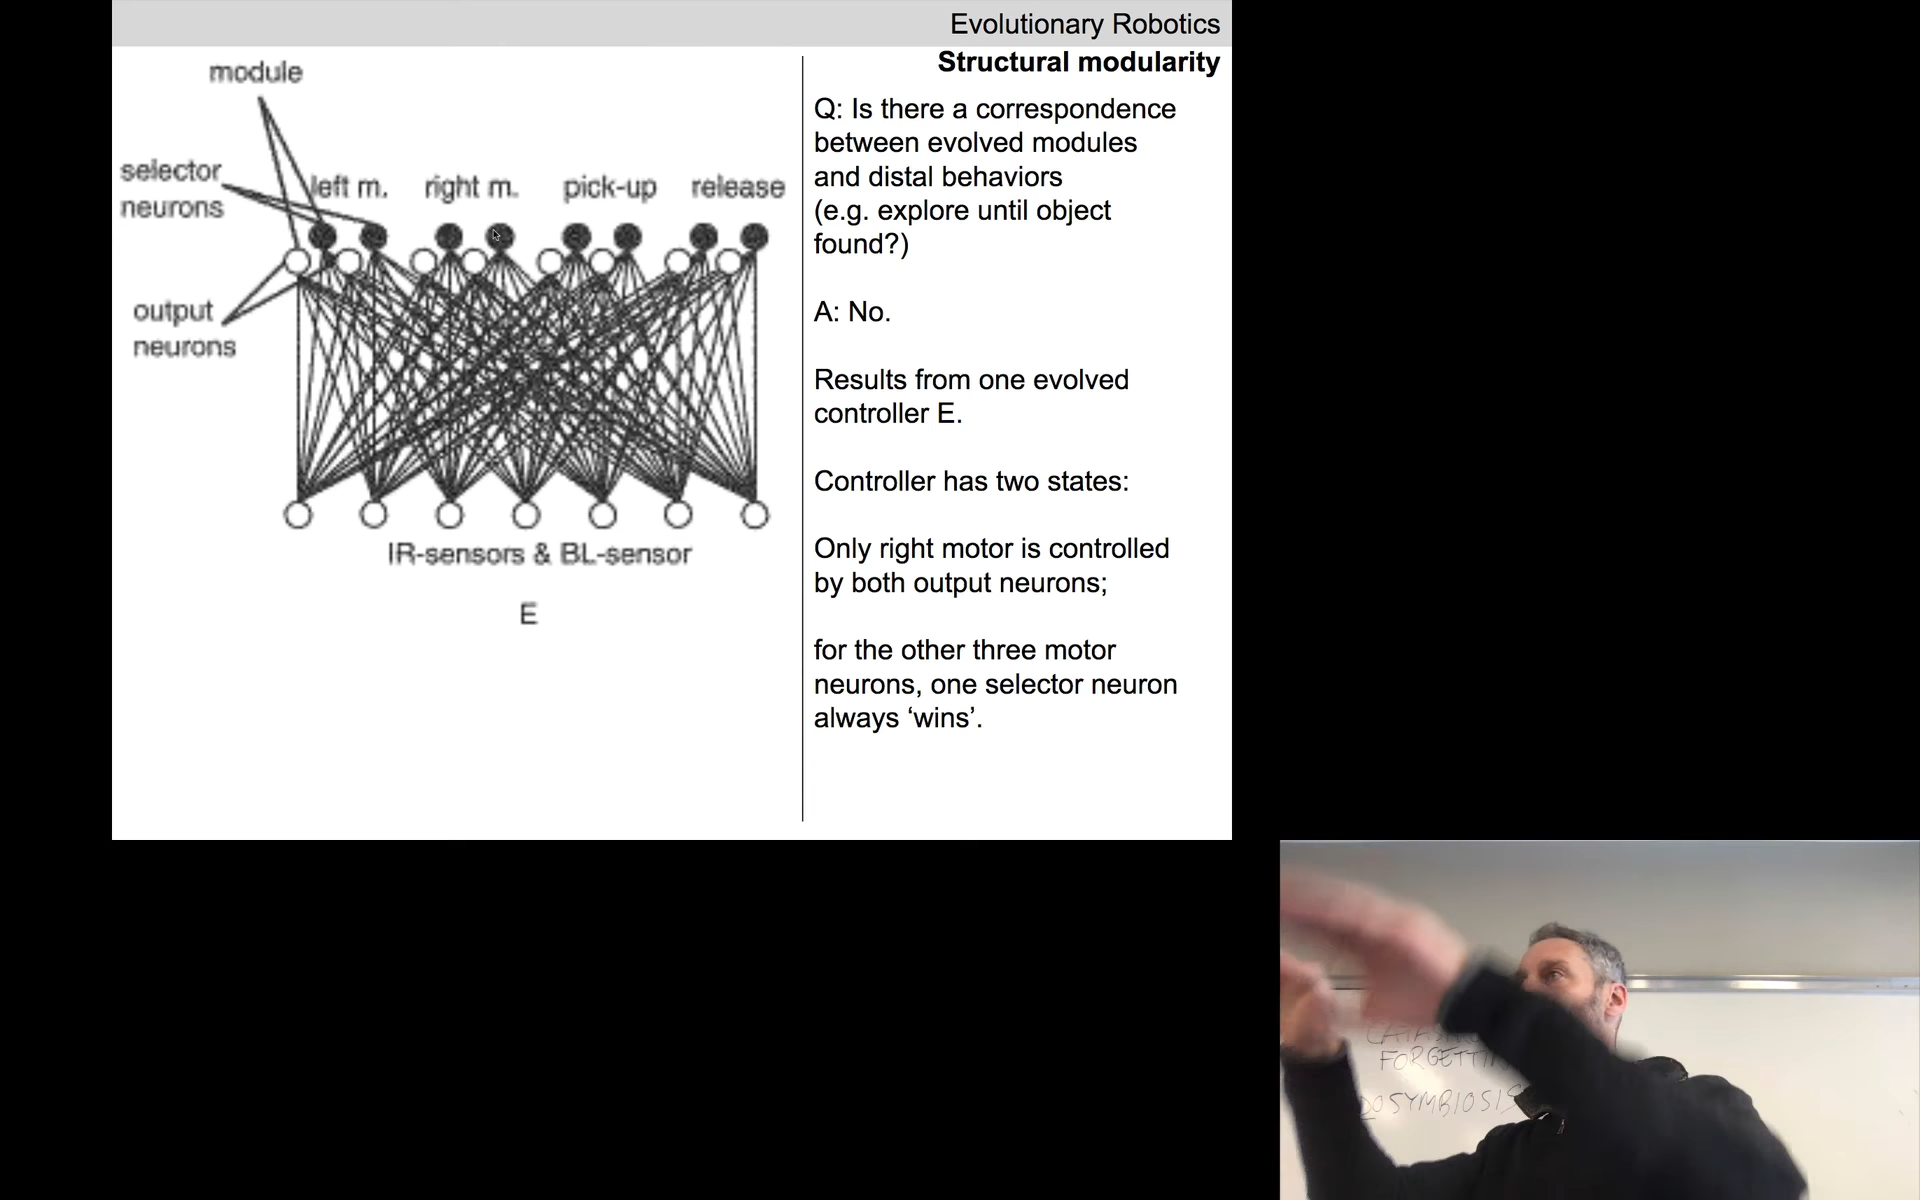 Evolutionary Robotics
Structural modularity
module
selector
neurons
left m.
right m.
pick-up
release
output
neurons
IR-sensors & BL-sensor
E
Q: Is there a correspondence
between evolved modules
and distal behaviors
(e.g. explore until object
found?)
A: No.
Results from one evolved
controller E.
Controller has two states:
Only right motor is controlled
by both output neurons;
for the other three motor
neurons, one selector neuron
always ‘wins’.